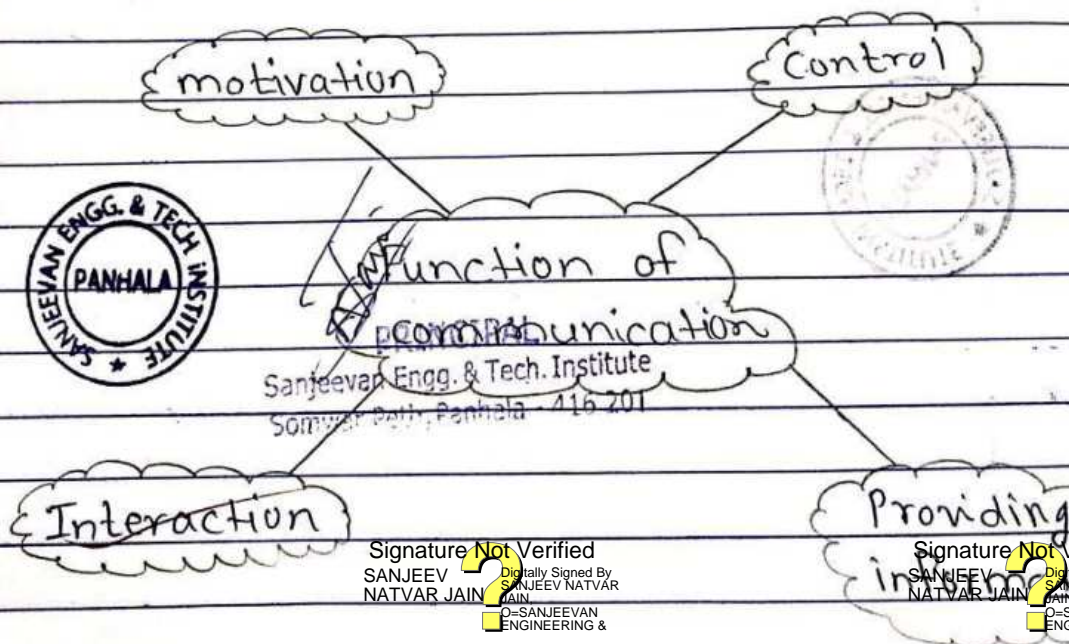 motivation
Control
SANJEEVAN ENGG. & TECH INSTITUTE
PANHALA
Function of
communication
PRINCIPAL
Sanjeevan Engg. & Tech. Institute
Somwar Peth, Panhala - 416 201
Interaction
Providing
Signature Not Verified
SANJEEV
NATVAR JAIN
Digitally Signed By
SANJEEV NATVAR
JAIN
O=SANJEEVAN
ENGINEERING &
Signature Not
SANJEEV
NATVAR JAIN